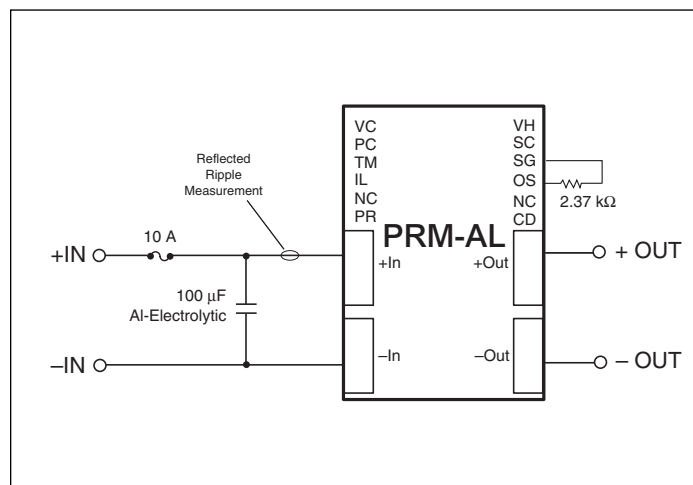 VC
PC
TM
IL
NC
PR
VH
SC
SG
OS
NC
CD
2.37 kΩ
Reflected
Ripple
Measurement
PRM-AL
10 A
+IN
+In
+Out
+ OUT
100 µF
Al-Electrolytic
–IN
–In
–Out
– OUT